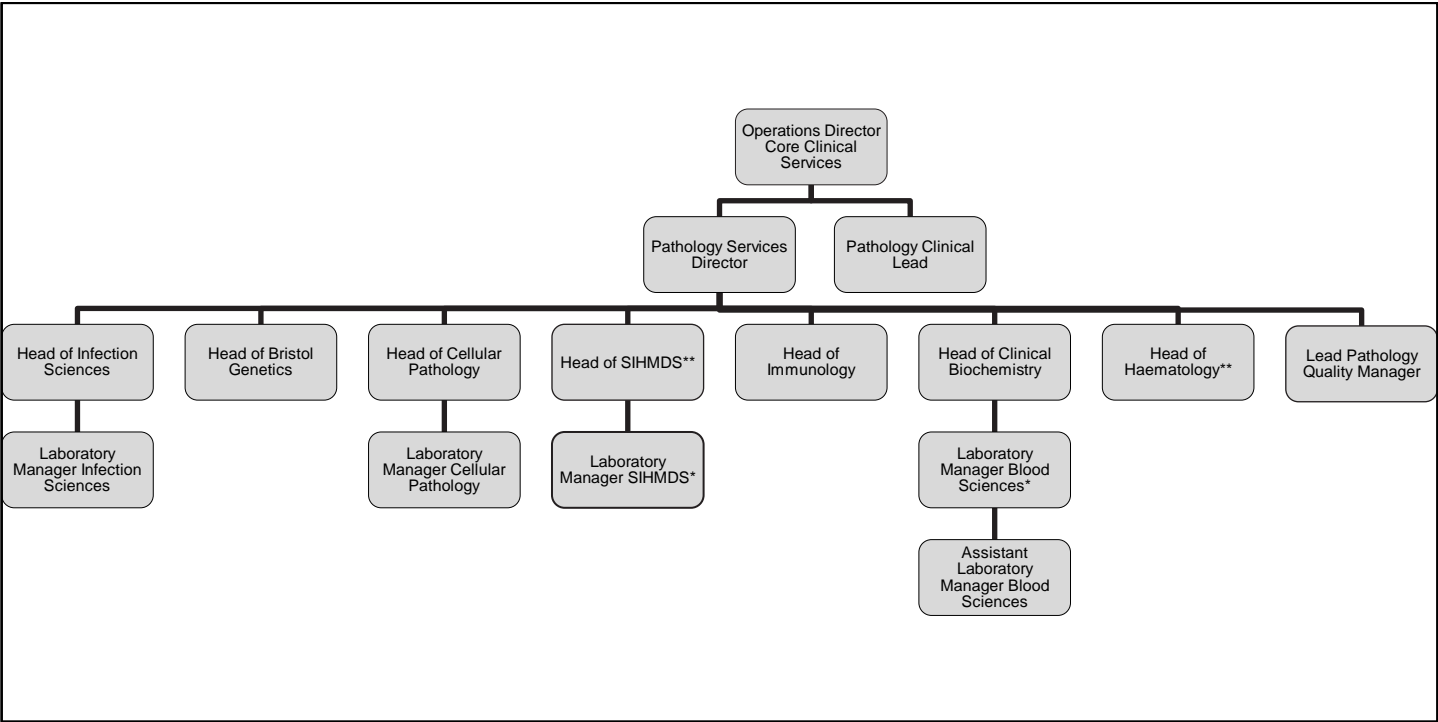 Operations Director
Core Clinical
Services
Pathology Services
Director
Pathology Clinical
Lead
Head of Infection
Sciences
Head of Bristol
Genetics
Head of Cellular
Pathology
Head of SIHMDS**
Head of
Immunology
Head of Clinical
Biochemistry
Head of
Haematology**
Lead Pathology
Quality Manager
Laboratory
Manager Infection
Sciences
Laboratory
Manager Cellular
Pathology
Laboratory
Manager SIHMDS*
Laboratory
Manager Blood
Sciences*
Assistant
Laboratory
Manager Blood
Sciences